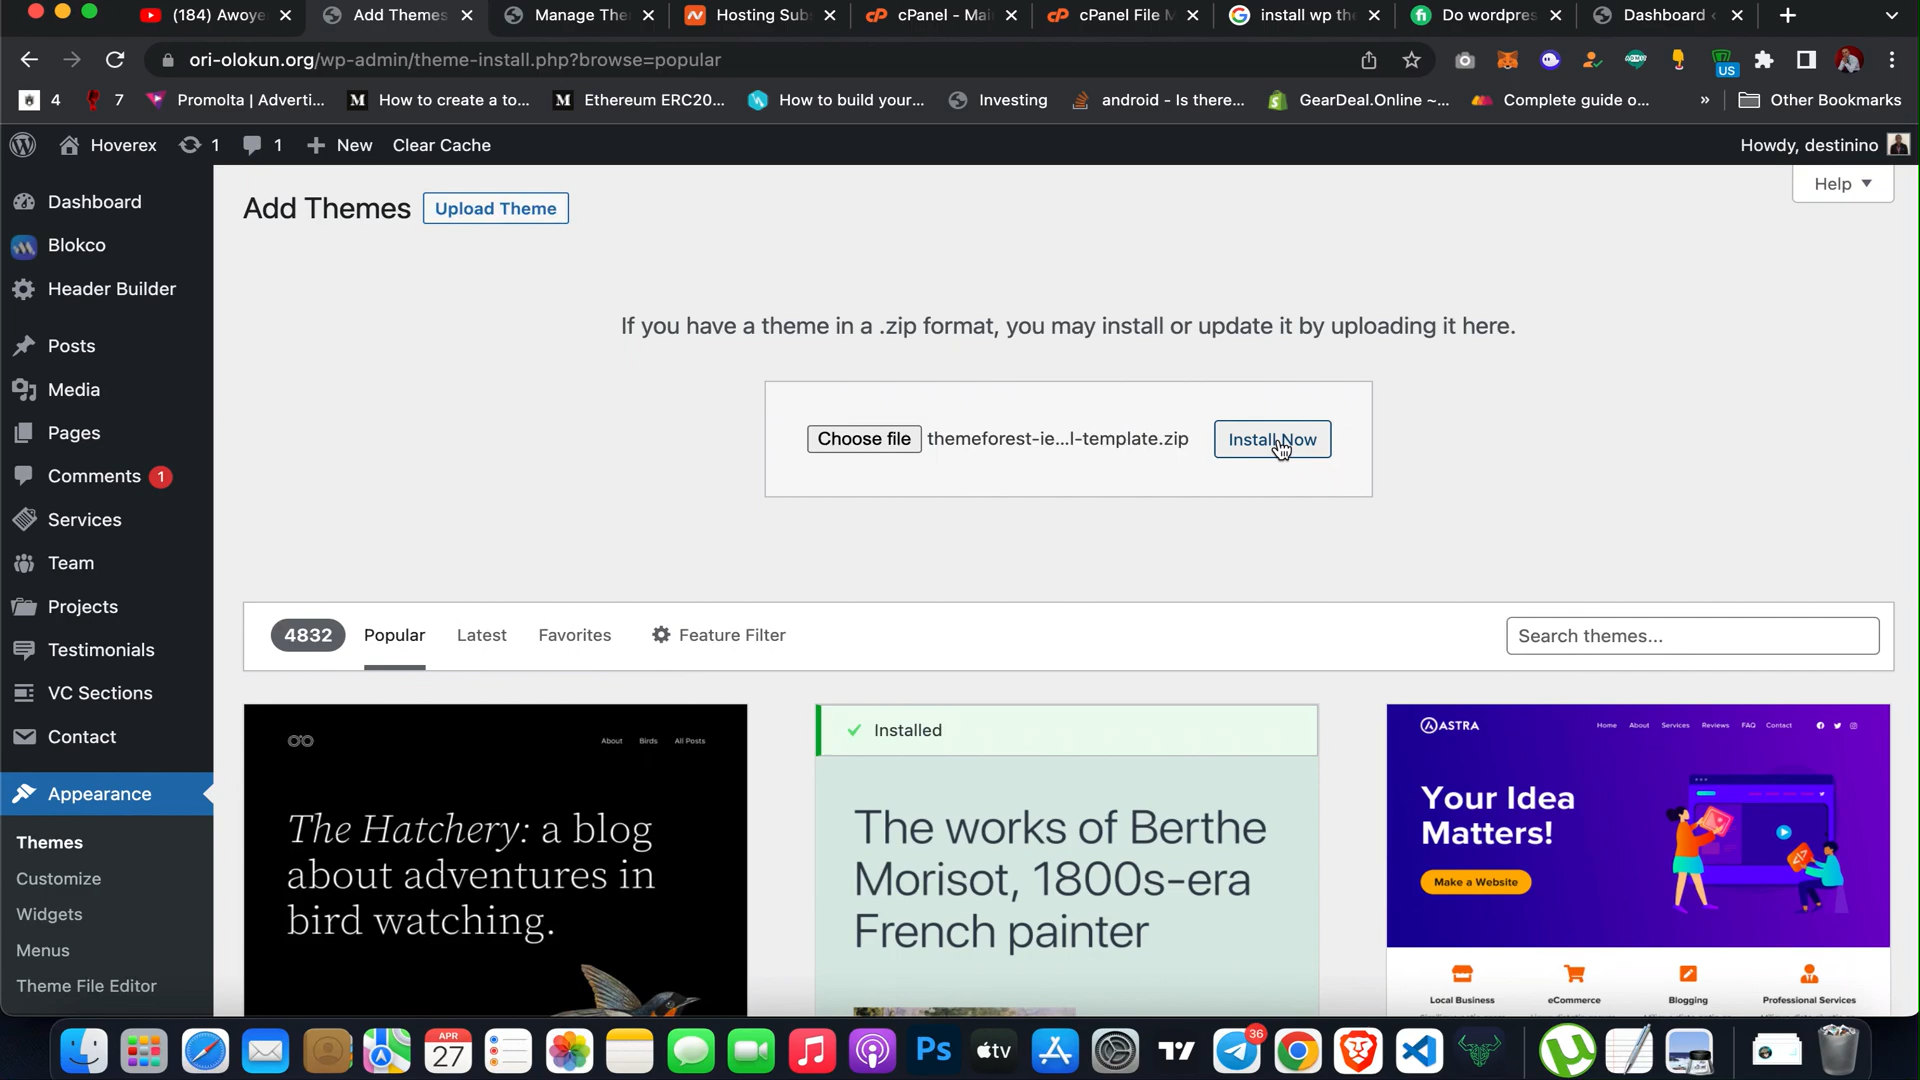 (184) Awoye
Add Themes
Manage The
Hosting Sub
cPanel - Mai
cPanel File M
install wp the
Do wordpres
Dashboard
ori-olokun.org/wp-admin/theme-install.php?browse=popular
US
4
7
Promolta | Adverti...
How to create a to...
Ethereum ERC20...
How to build your...
Investing
android - Is there...
GearDeal.Online ~...
Complete guide o...
»
Other Bookmarks
Hoverex
1
1
New
Clear Cache
Howdy, destinino
Dashboard
Blokco
Header Builder
Posts
Media
Pages
Comments 1
Services
Team
Projects
Testimonials
VC Sections
Contact
Appearance
Themes
Customize
Widgets
Menus
Theme File Editor
Help
Add Themes
Upload Theme
If you have a theme in a .zip format, you may install or update it by uploading it here.
Choose file themeforest-ie...l-template.zip
Install Now
4832
Popular
Latest
Favorites
Feature Filter
Search themes...
About Birds All Posts
The Hatchery: a blog
about adventures in
bird watching.
Installed
The works of Berthe
Morisot, 1800s-era
French painter
ASTRA
Home About Services Reviews FAQ Contact
Your Idea
Matters!
Make a Website
Local Business
eCommerce
Blogging
Professional Services
APR
27
Ps
tv
36